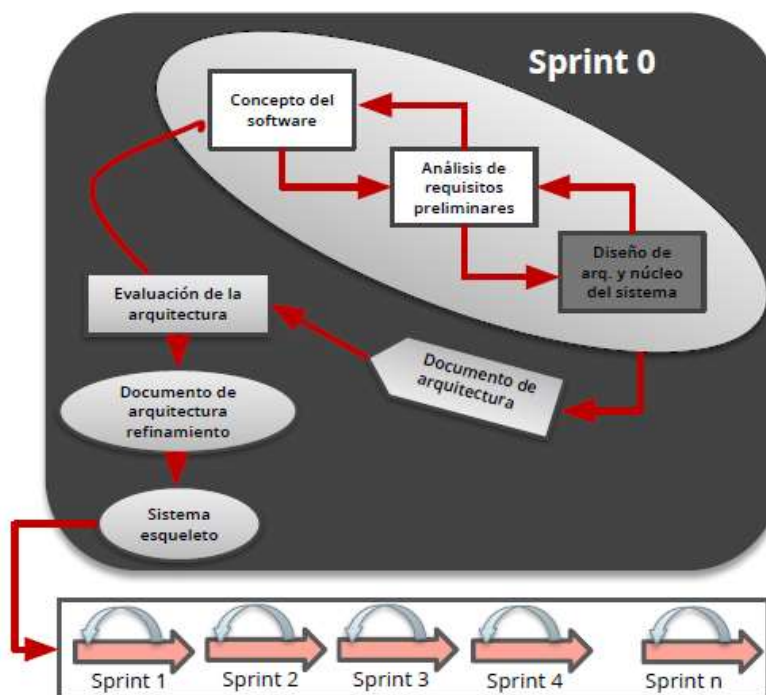 Sprint 0
Concepto del
software
Análisis de
requisitos
preliminares
Diseño de
arq. y núcleo
del sistema
Evaluación de la
arquitectura
Documento de
arquitectura
Documento de
arquitectura
refinamiento
Sistema
esqueleto
Sprint 1
Sprint 2
Sprint 3
Sprint 4
Sprint n